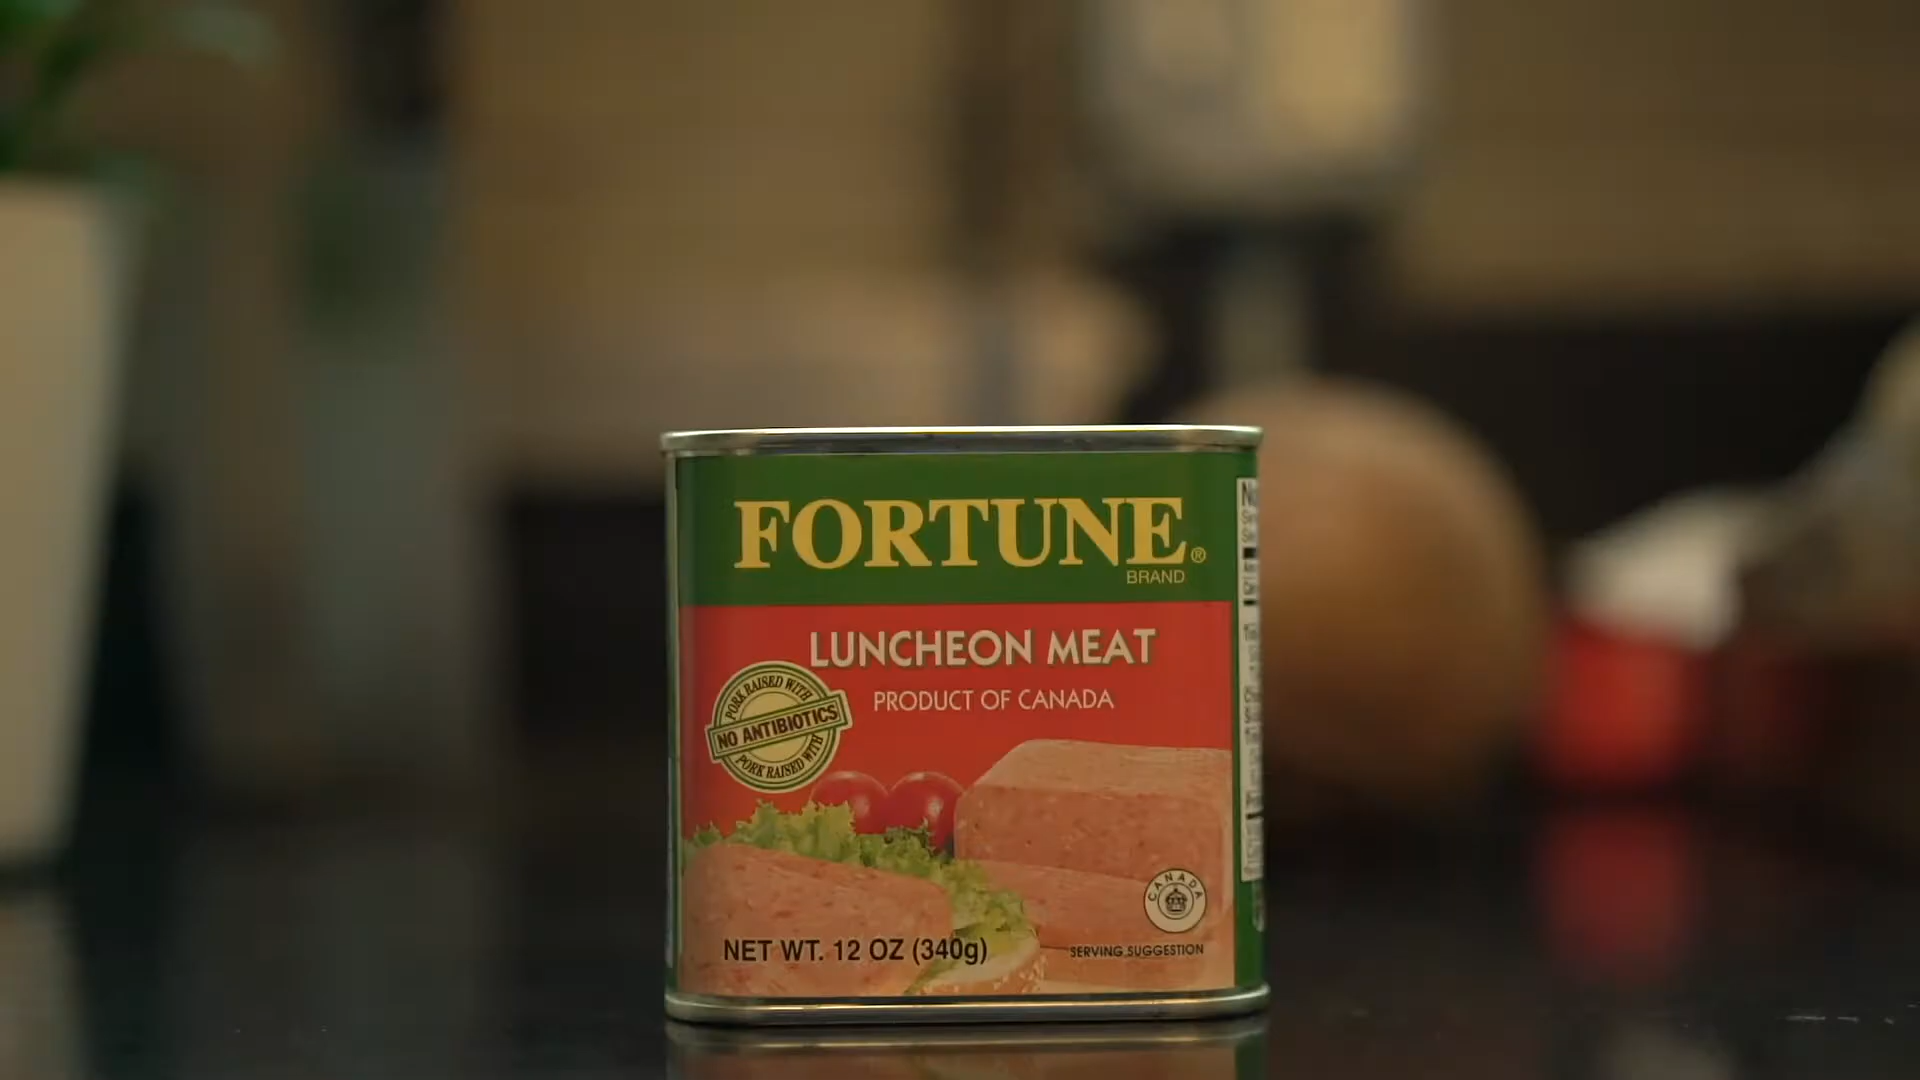 FORTUNE®
BRAND
LUNCHEON MEAT
PRODUCT OF CANADA
PORK RAISED WITH
NO ANTIBIOTICS
PORK RAISED WITH
CANADA
NET WT. 12 OZ (340g)
SERVING SUGGESTION